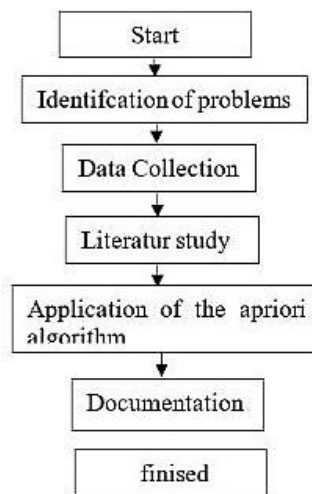 Start
Identifcation of problems
Data Collection
Literatur study
Application of the apriori
algorithm
Documentation
finised